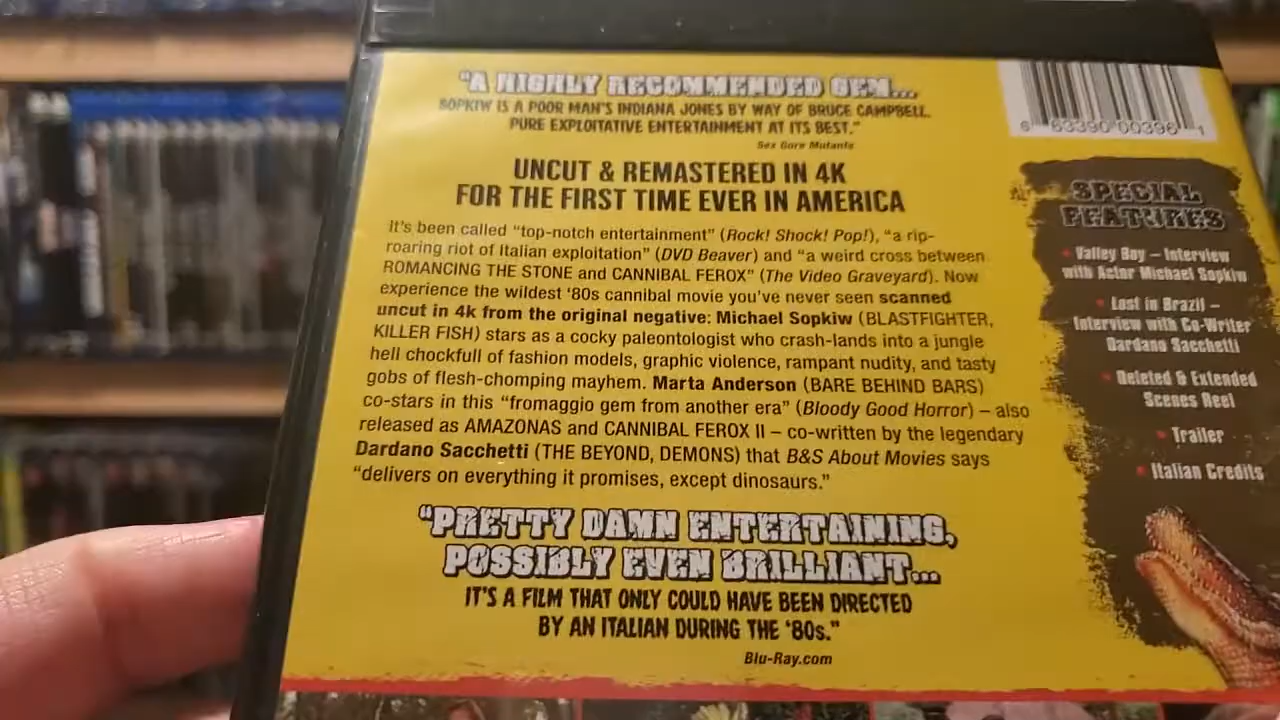 "A HIGHLY RECOMMENDED GEM...
SOPKIW IS A POOR MAN'S INDIANA JONES BY WAY OF BRUCE CAMPBELL.
PURE EXPLOITATIVE ENTERTAINMENT AT ITS BEST."
Sex Gore Mutants
UNCUT & REMASTERED IN 4K
FOR THE FIRST TIME EVER IN AMERICA
It's been called "top-notch entertainment" (Rock! Shock! Pop!), "a rip-
roaring riot of Italian exploitation" (DVD Beaver) and "a weird cross between
ROMANCING THE STONE and CANNIBAL FEROX" (The Video Graveyard). Now
experience the wildest '80s cannibal movie you've never seen scanned
uncut in 4k from the original negative: Michael Sopkiw (BLASTFIGHTER,
KILLER FISH) stars as a cocky paleontologist who crash-lands into a jungle
hell chockfull of fashion models, graphic violence, rampant nudity, and tasty
gobs of flesh-chomping mayhem. Marta Anderson (BARE BEHIND BARS)
co-stars in this "fromaggio gem from another era" (Bloody Good Horror) – also
released as AMAZONAS and CANNIBAL FEROX II – co-written by the legendary
Dardano Sacchetti (THE BEYOND, DEMONS) that B&S About Movies says
"delivers on everything it promises, except dinosaurs."
"PRETTY DAMN ENTERTAINING,
POSSIBLY EVEN BRILLIANT...
IT'S A FILM THAT ONLY COULD HAVE BEEN DIRECTED
BY AN ITALIAN DURING THE '80s."
Blu-Ray.com
6 63390 00396 1
SPECIAL
FEATURES
• Valley Boy – Interview
with Actor Michael Sopkiw
• Lost in Brazil –
Interview with Co-Writer
Dardano Sacchetti
• Deleted & Extended
Scenes Reel
• Trailer
• Italian Credits